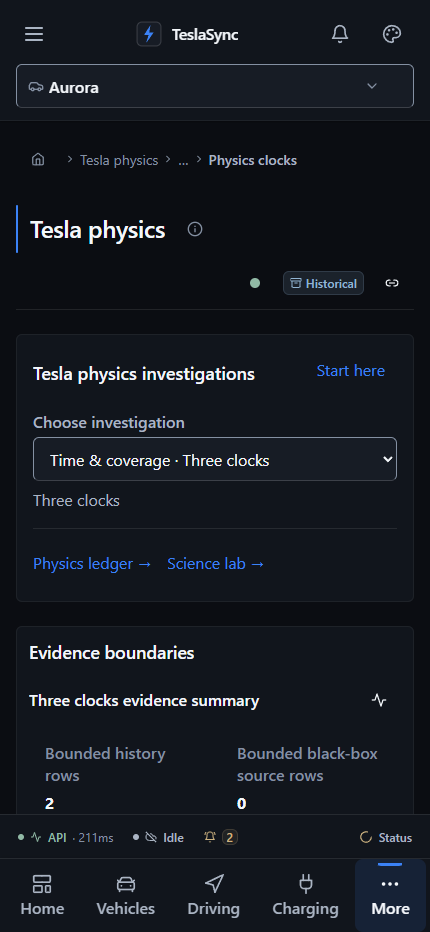 TeslaSync
Aurora
Tesla physics
...
Physics clocks
Tesla physics
Historical
Tesla physics investigations
Start here
Choose investigation
Time & coverage · Three clocks
Three clocks
Physics ledger →
Science lab →
Evidence boundaries
Three clocks evidence summary
Bounded history
rows
2
Bounded black-box
source rows
0
API · 211ms
Idle
2
Status
Home
Vehicles
Driving
Charging
More